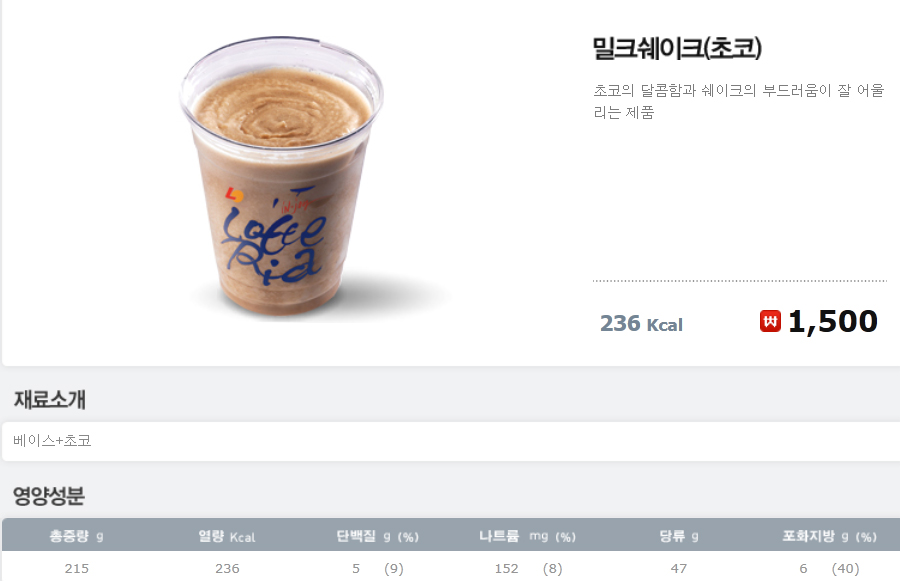 밀크쉐이크(초코)
초코의 달콤함과 쉐이크의 부드러움이 잘 어울
리는 제품
Lotte
Ria
236 Kcal
₩ 1,500
재료소개
베이스+초코
영양성분
총중량 g 열량 Kcal 단백질 g (%) 나트륨 mg (%) 당류 g 포화지방 g (%)
215 236 5 (9) 152 (8) 47 6 (40)